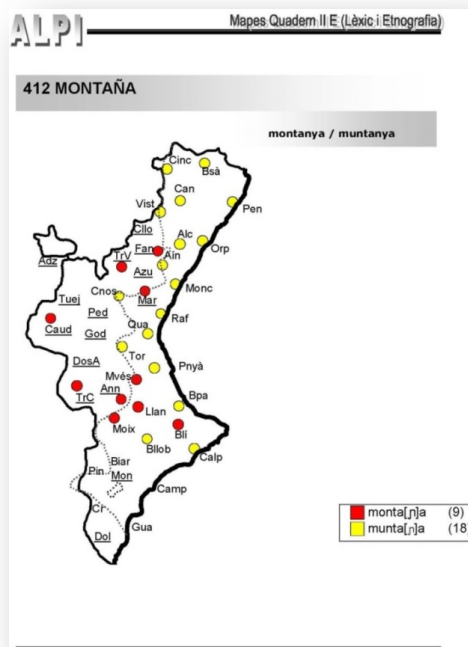 ALPI
Mapes Quadern II E (Lèxic i Etnografia)
412 MONTAÑA
montanya / muntanya
Cinc
Bsà
Can
Pen
Vist
Cllo
Alc
Orp
Fan
Aín
TrV
Adz
Azu
Monc
Cnos
Mar
Tuej
Ped
Raf
Caud
God
Qua
DosA
Tor
Pnyà
Mvés
Ann
TrC
Llan
Bpa
Moix
Blí
Bllob
Calp
Biar
Pin
Mon
Camp
Cr
Gua
Dol
monta[ɲ]a (9)
munta[ɲ]a (18)